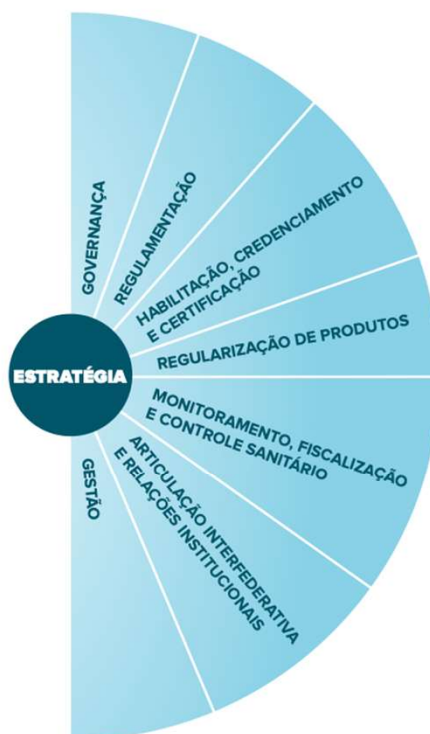 GOVERNANÇA
REGULAMENTAÇÃO
HABILITAÇÃO, CREDENCIAMENTO
E CERTIFICAÇÃO
REGULARIZAÇÃO DE PRODUTOS
ESTRATÉGIA
MONITORAMENTO, FISCALIZAÇÃO
E CONTROLE SANITÁRIO
ARTICULAÇÃO INTERFEDERATIVA
E RELAÇÕES INSTITUCIONAIS
GESTÃO